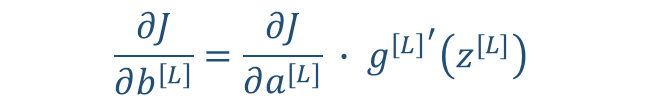 ∂J/∂b^[L] = ∂J/∂a^[L] · g^[L]′(z^[L])